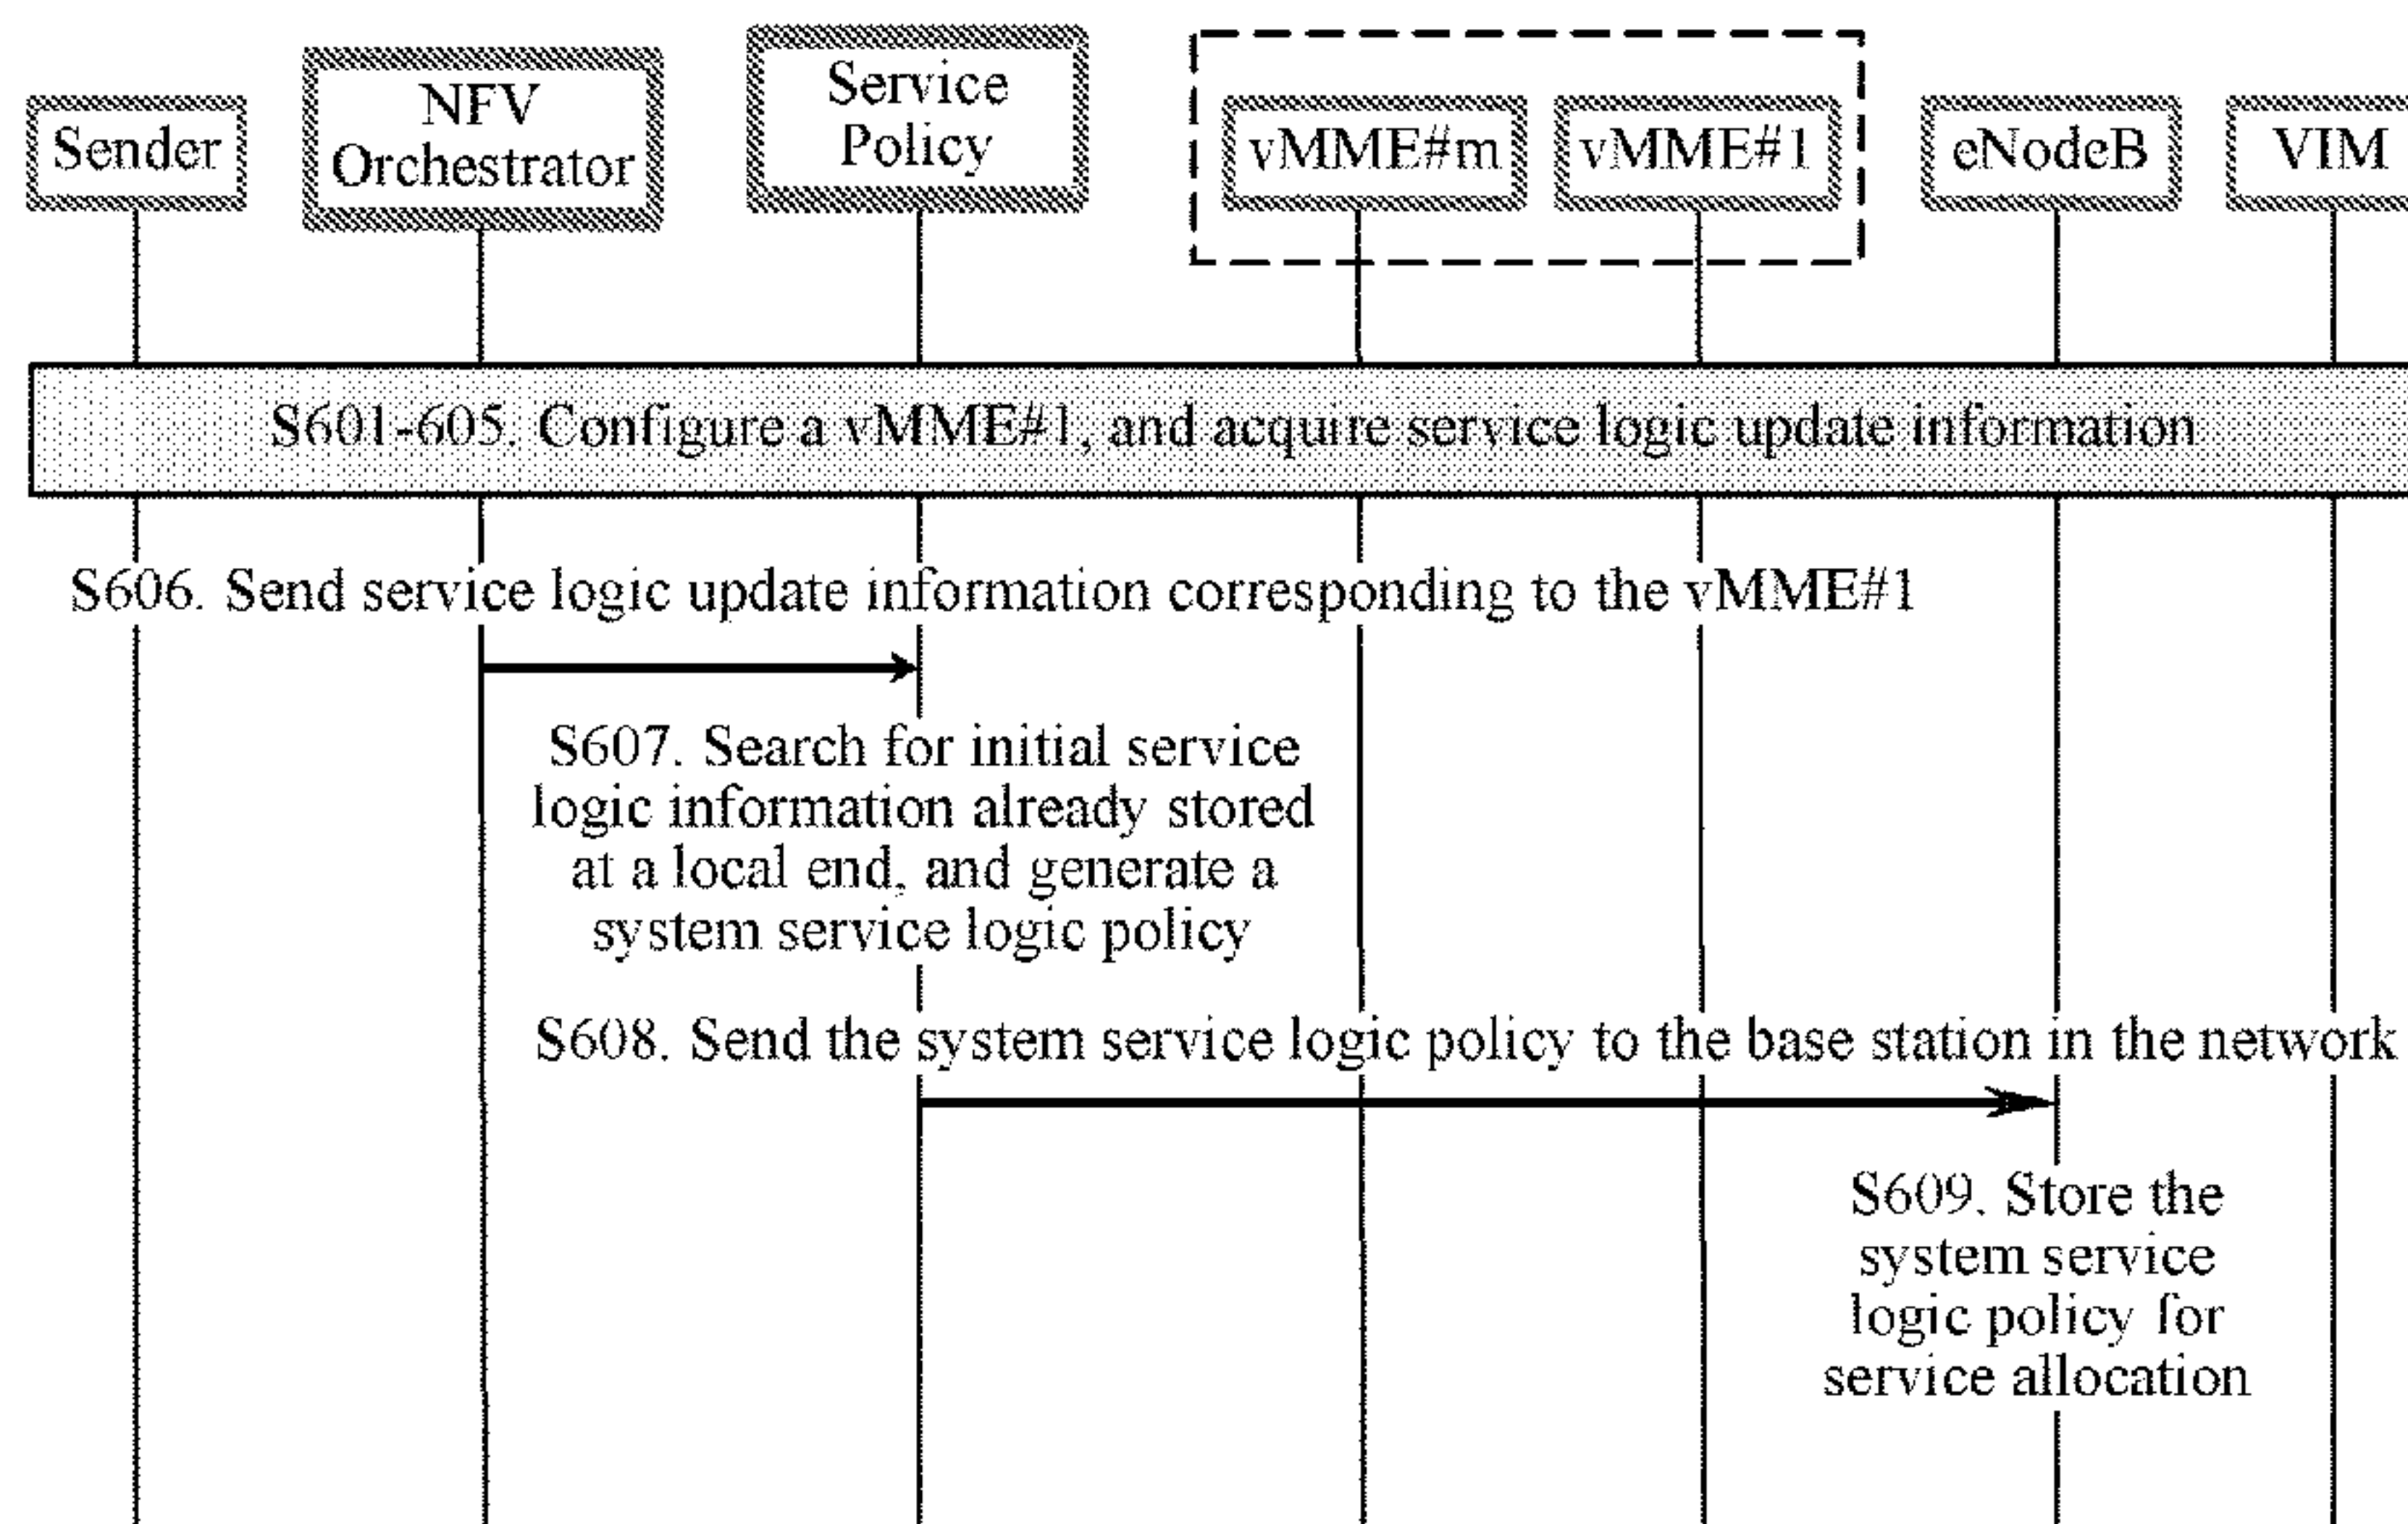 Sender
NFV
Orchestrator
Service
Policy
vMME#m
vMME#1
eNodeB
VIM
S601-605. Configure a vMME#1, and acquire service logic update information
S606. Send service logic update information corresponding to the vMME#1
S607. Search for initial service
logic information already stored
at a local end, and generate a
system service logic policy
S608. Send the system service logic policy to the base station in the network
S609. Store the
system service
logic policy for
service allocation